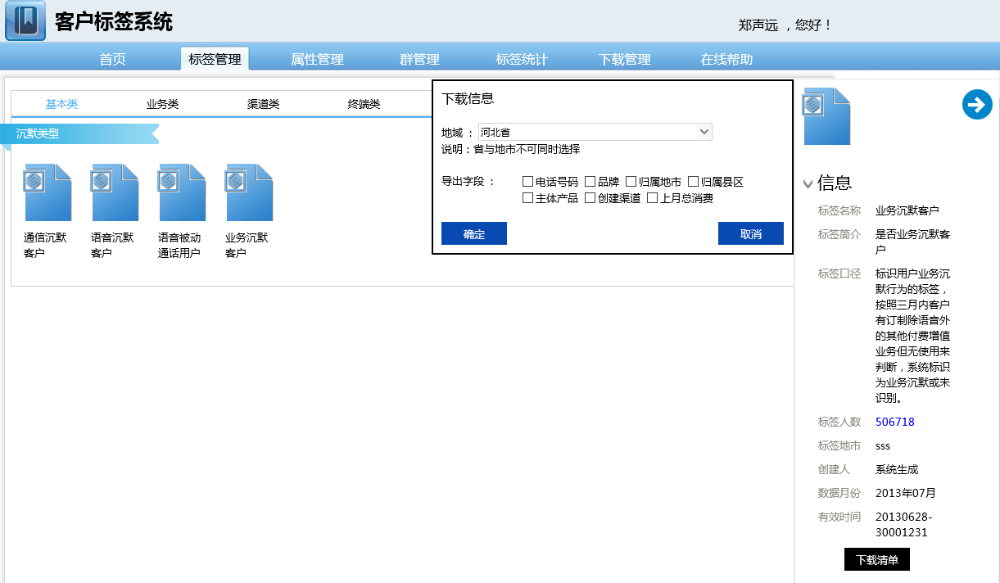 客户标签系统
郑声远 ，您好！
首页 标签管理 属性管理 群管理 标签统计 下载管理 在线帮助
基本类 业务类 渠道类 终端类
沉默类型
通信沉默
客户
语音沉默
客户
语音被动
通话用户
业务沉默
客户
下载信息
地域 ： 河北省
说明：省与地市不可同时选择
导出字段 ： 电话号码 品牌 归属地市 归属县区
主体产品 创建渠道 上月总消费
确定 取消
信息
标签名称 业务沉默客户
标签简介 是否业务沉默客
户
标签口径 标识用户业务沉
默行为的标签，
按照三月内客户
有订制除语音外
的其他付费增值
业务但无使用来
判断，系统标识
为业务沉默或未
识别。
标签人数 506718
标签地市 sss
创建人 系统生成
数据月份 2013年07月
有效时间 20130628-
30001231
下载清单